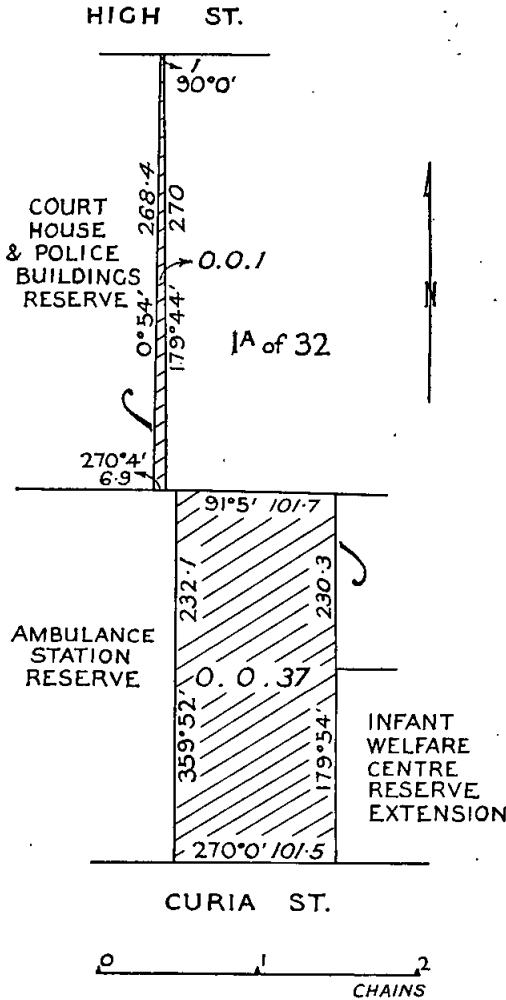 HIGH ST.
1
90°0'
268.4
270
COURT
HOUSE
& POLICE
BUILDINGS
RESERVE
0.0.1
0°54'
179°44'
1A of 32
N
270°4'
6.9
91°5' 101.7
232.1
230.3
AMBULANCE
STATION
RESERVE
0.0.37
359°52'
179°54'
INFANT
WELFARE
CENTRE
RESERVE
EXTENSION
270°0' 101.5
CURIA ST.
0 1 2
CHAINS